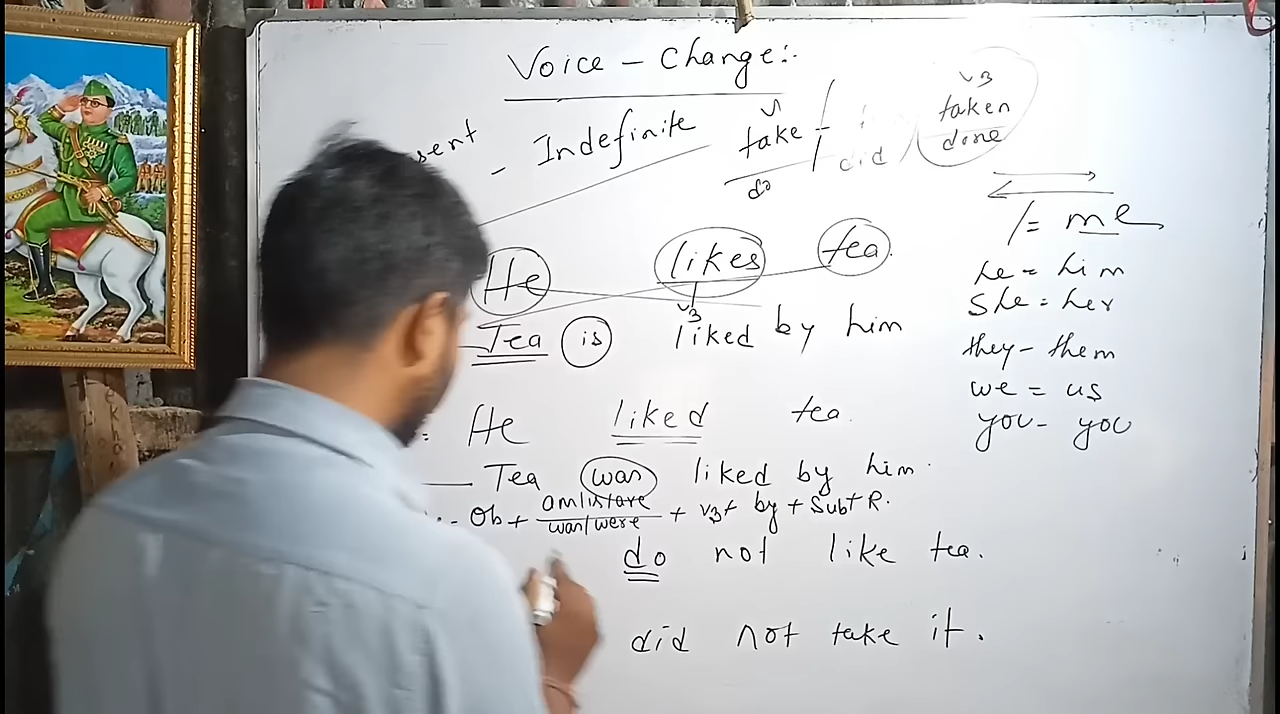 Voice - Change:-
sent - Indefinite
take
do
did
v3
taken
done
He likes tea.
v3
Tea is liked by him
He liked tea.
Tea was liked by him.
Ob + am/is/are + v3 + by + Sub + R.
was/were
do not like tea.
did not take it.
I = me
he = him
she = her
they - them
we = us
you - you